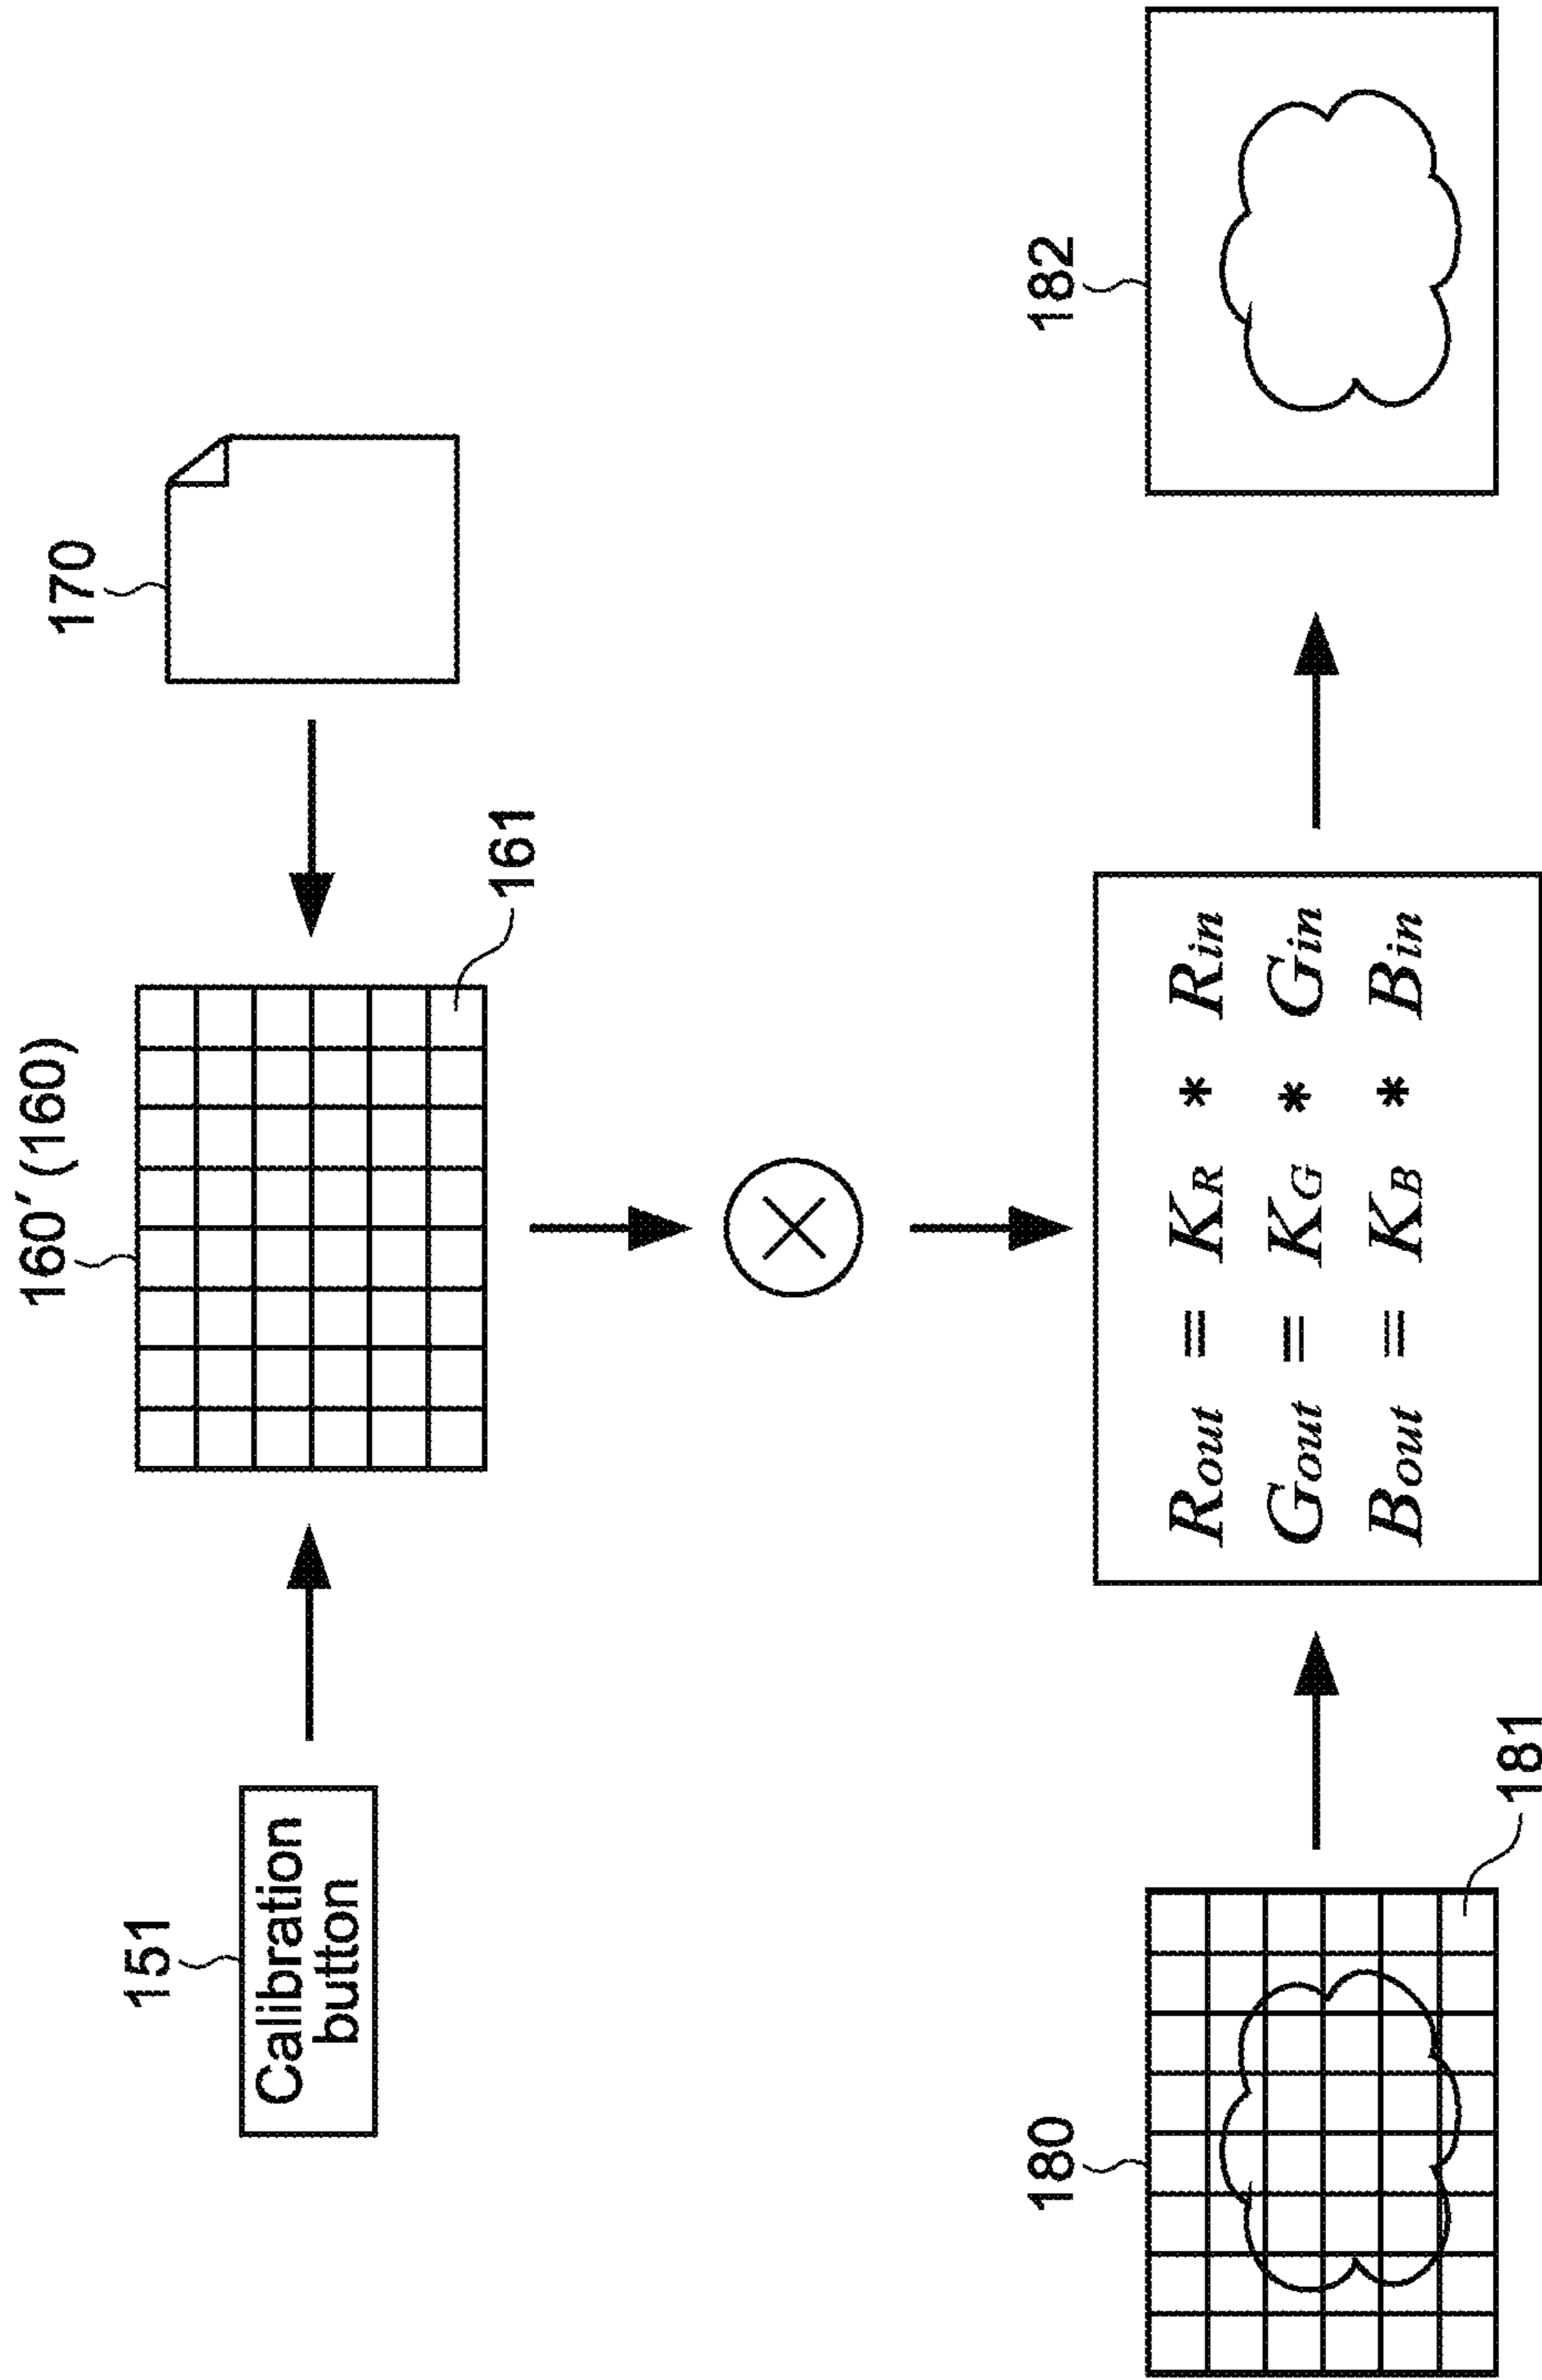 160′ (160)
170
151
Calibration
button
161
180
182
Rout = KR * Rin
Gout = KG * Gin
Bout = KB * Bin
181